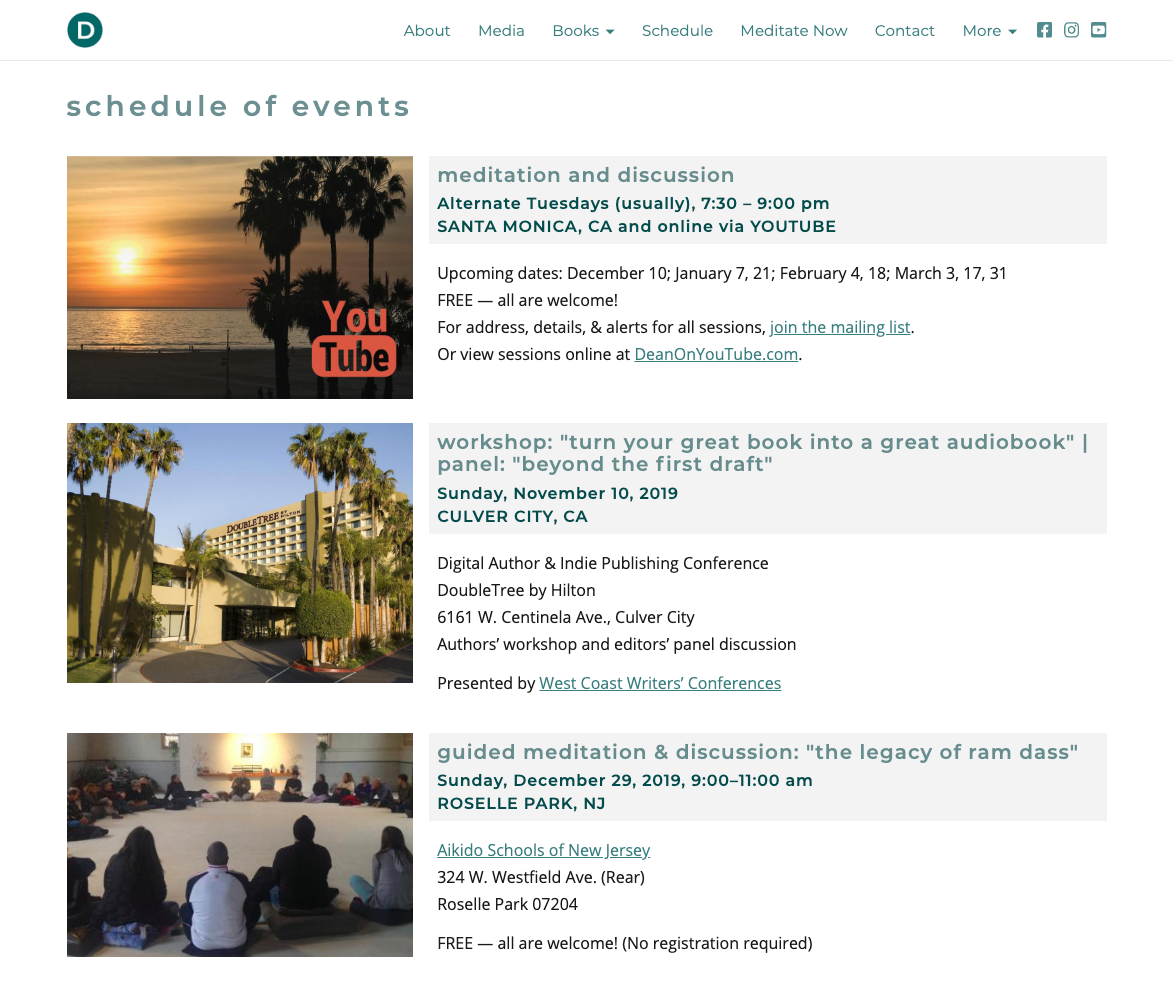 D
About Media Books Schedule Meditate Now Contact More
schedule of events
You
Tube
meditation and discussion
Alternate Tuesdays (usually), 7:30 – 9:00 pm
SANTA MONICA, CA and online via YOUTUBE
Upcoming dates: December 10; January 7, 21; February 4, 18; March 3, 17, 31
FREE — all are welcome!
For address, details, & alerts for all sessions, join the mailing list.
Or view sessions online at DeanOnYouTube.com.
DOUBLETREE BY HILTON
workshop: "turn your great book into a great audiobook" |
panel: "beyond the first draft"
Sunday, November 10, 2019
CULVER CITY, CA
Digital Author & Indie Publishing Conference
DoubleTree by Hilton
6161 W. Centinela Ave., Culver City
Authors’ workshop and editors’ panel discussion
Presented by West Coast Writers’ Conferences
guided meditation & discussion: "the legacy of ram dass"
Sunday, December 29, 2019, 9:00–11:00 am
ROSELLE PARK, NJ
Aikido Schools of New Jersey
324 W. Westfield Ave. (Rear)
Roselle Park 07204
FREE — all are welcome! (No registration required)